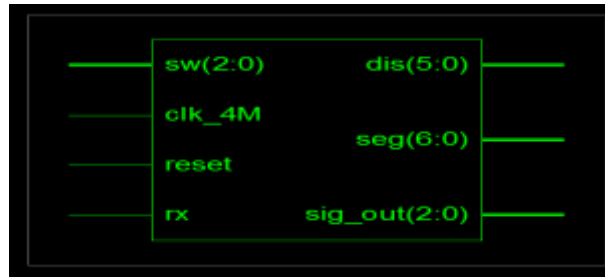 sw(2:0) dis(5:0)
clk_4M
seg(6:0)
reset
rx sig_out(2:0)